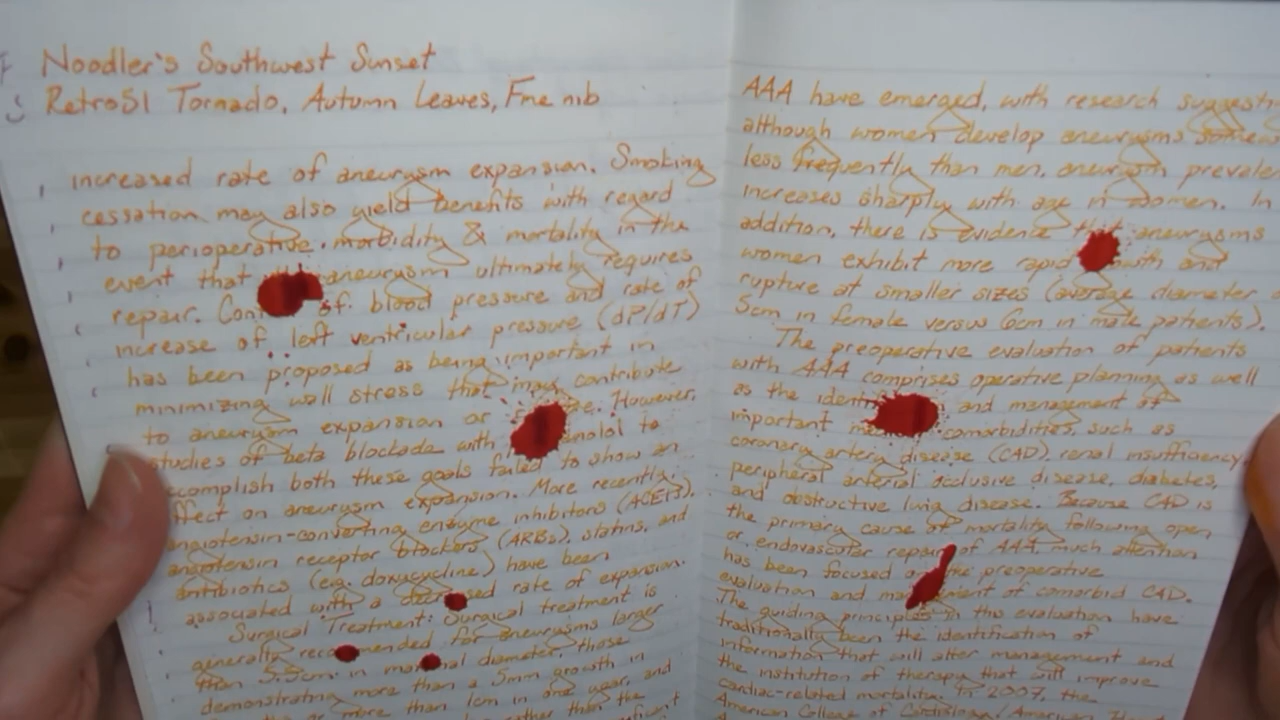 Noodler's Southwest Sunset
Retro51 Tornado, Autumn Leaves, Fine nib
increased rate of aneurysm expansion. Smoking
cessation may also yield benefits with regard
to perioperative morbidity & mortality in the
event that aneurysm ultimately requires
repair. of blood pressure and rate of
increase of left ventricular pressure (dP/dT)
has been proposed as being important in
minimizing wall stress that may contribute
to aneurysm expansion or However,
studies of beta blockade with to
accomplish both these goals failed to show an
effect on aneurysm expansion. More recently,
angiotensin-converting enzyme inhibitors (ACEIs),
angiotensin receptor blockers (ARBs), statins, and
antibiotics (e.g. doxycycline) have been
associated with a decreased rate of expansion.
Surgical Treatment: Surgical treatment is
generally recommended for aneurysms larger
than 5.5cm in maximal diameter, those
demonstrating more than a 5mm growth in
more than 1cm in one year, and
rather than the
AAA have emerged, with research
although women develop aneurysms
less frequently than men, aneurysm
increases sharply with age in women. In
addition, there is evidence that aneurysms
women exhibit more rapid and
rupture at smaller sizes (average diameter
5cm in female versus 6cm in male patients).
The preoperative evaluation of patients
with AAA comprises operative planning as well
as the and management of
important comorbidities, such as
coronary artery disease (CAD), renal insufficiency,
peripheral arterial occlusive disease, diabetes,
and obstructive lung disease. Because CAD is
the primary cause of mortality following open
or endovascular repair of AAA much attention
has been focused on the preoperative
evaluation and management of comorbid CAD.
The guiding principles in the evaluation have
traditionally been the identification of
information that will alter management and
the institution of therapy that will improve
cardiac-related mortality. In 2007, the
American College of Cardiology/American